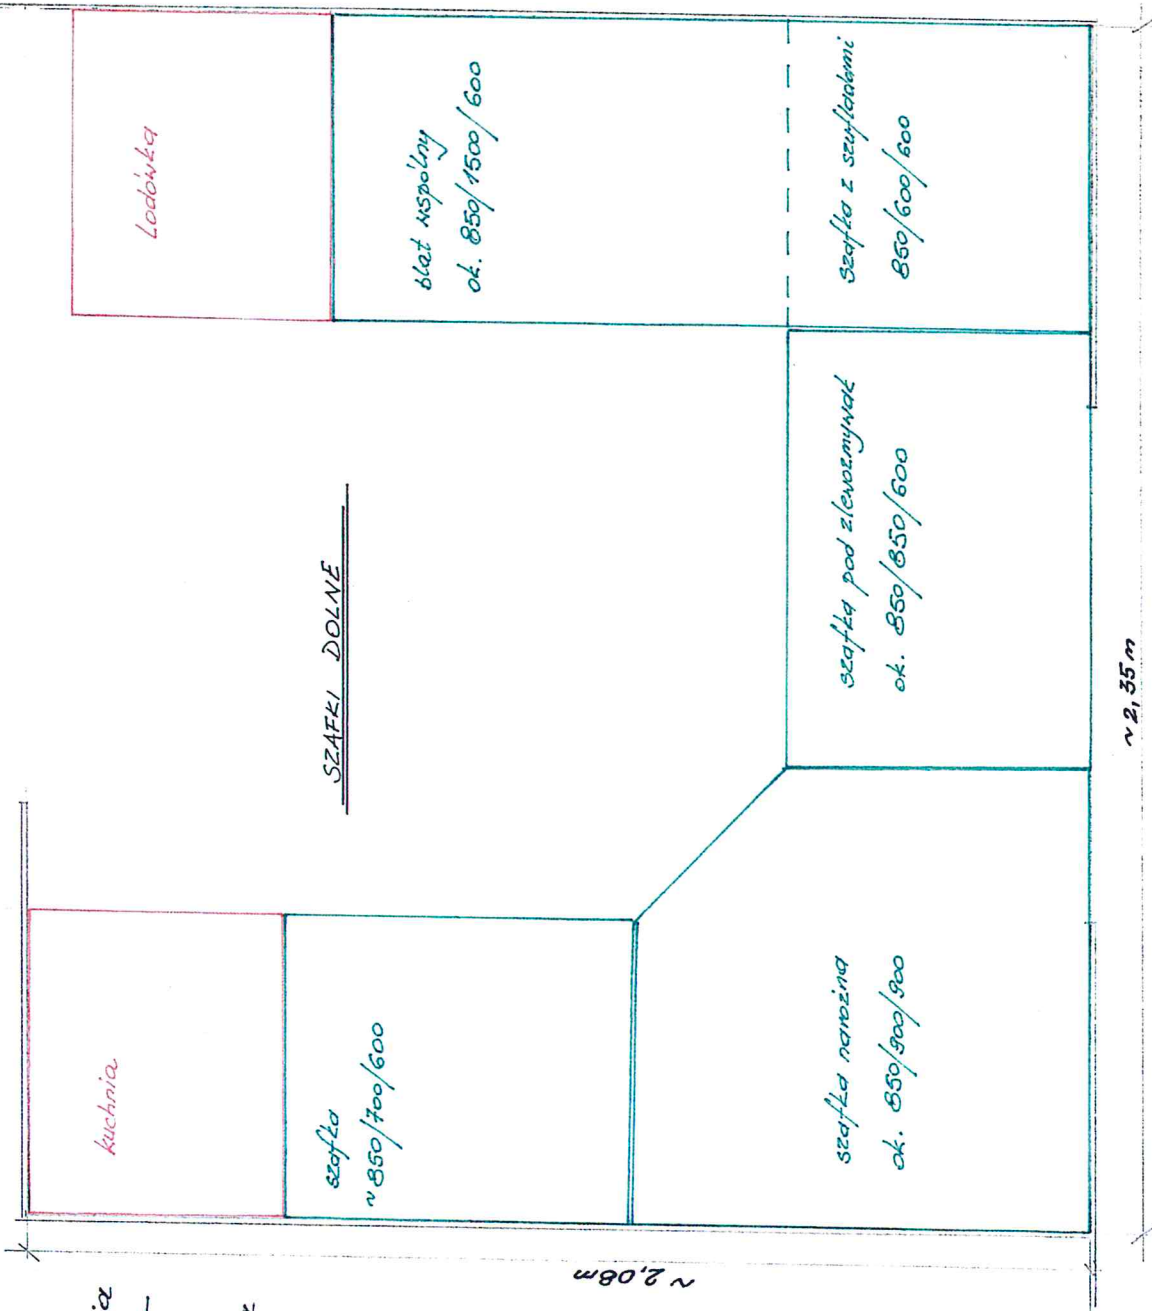 SZAFKI DOLNE
Lodówka
blat wspólny
ok. 850/1500/600
szafka z szufladami
850/600/600
szafka pod zlewozmywak
ok. 850/850/600
kuchnia
szafka
~850/700/600
szafka narożna
ok. 850/900/900
~2,35m
~2,08m